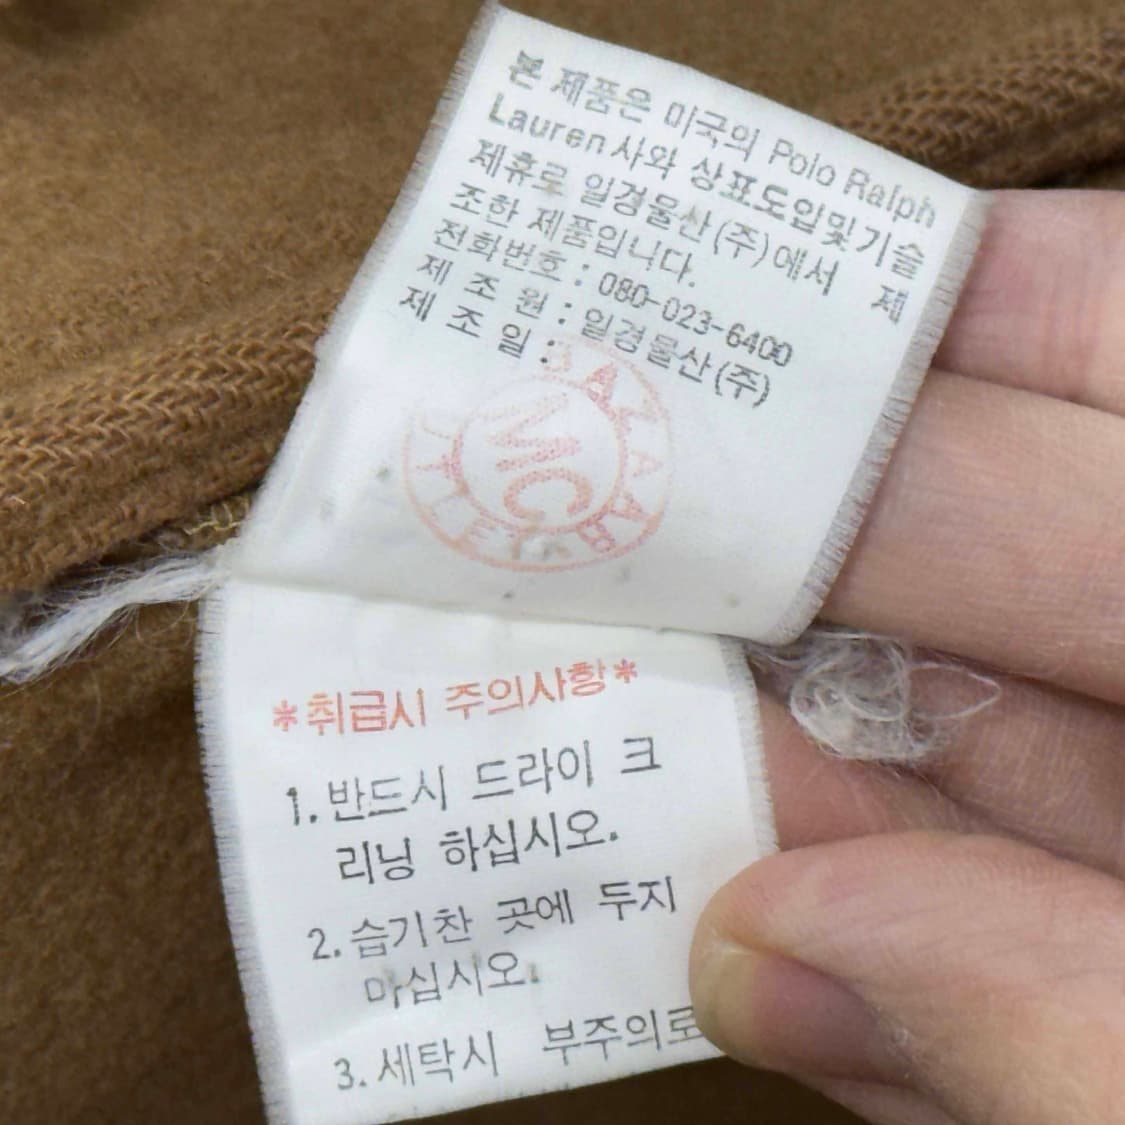 본 제품은 미국의 Polo Ralph
Lauren사와 상표도입및기술
제휴로 일경물산(주)에서 제
조한 제품입니다.
전화번호 : 080-023-6400
제 조 원 : 일경물산(주)
제 조 일 :
MC
*취급시 주의사항*
1. 반드시 드라이 크
리닝 하십시오.
2. 습기찬 곳에 두지
마십시오.
3. 세탁시 부주의로